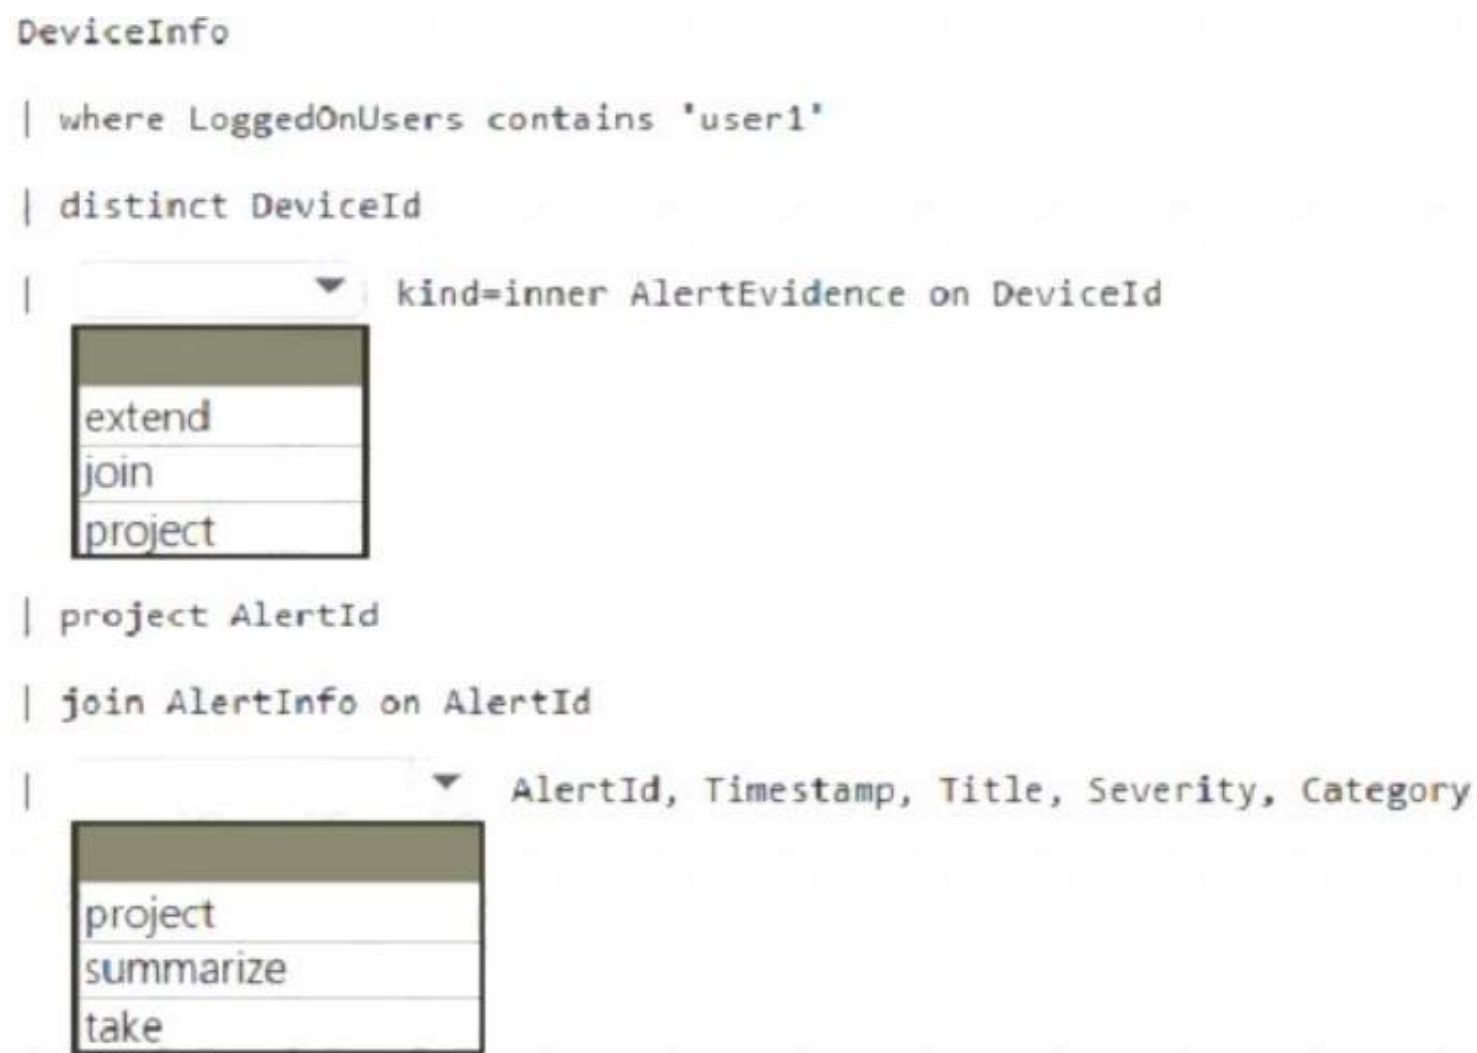 DeviceInfo
| where LoggedOnUsers contains 'user1'
| distinct DeviceId
| kind=inner AlertEvidence on DeviceId
extend
join
project
| project AlertId
| join AlertInfo on AlertId
| AlertId, Timestamp, Title, Severity, Category
project
summarize
take